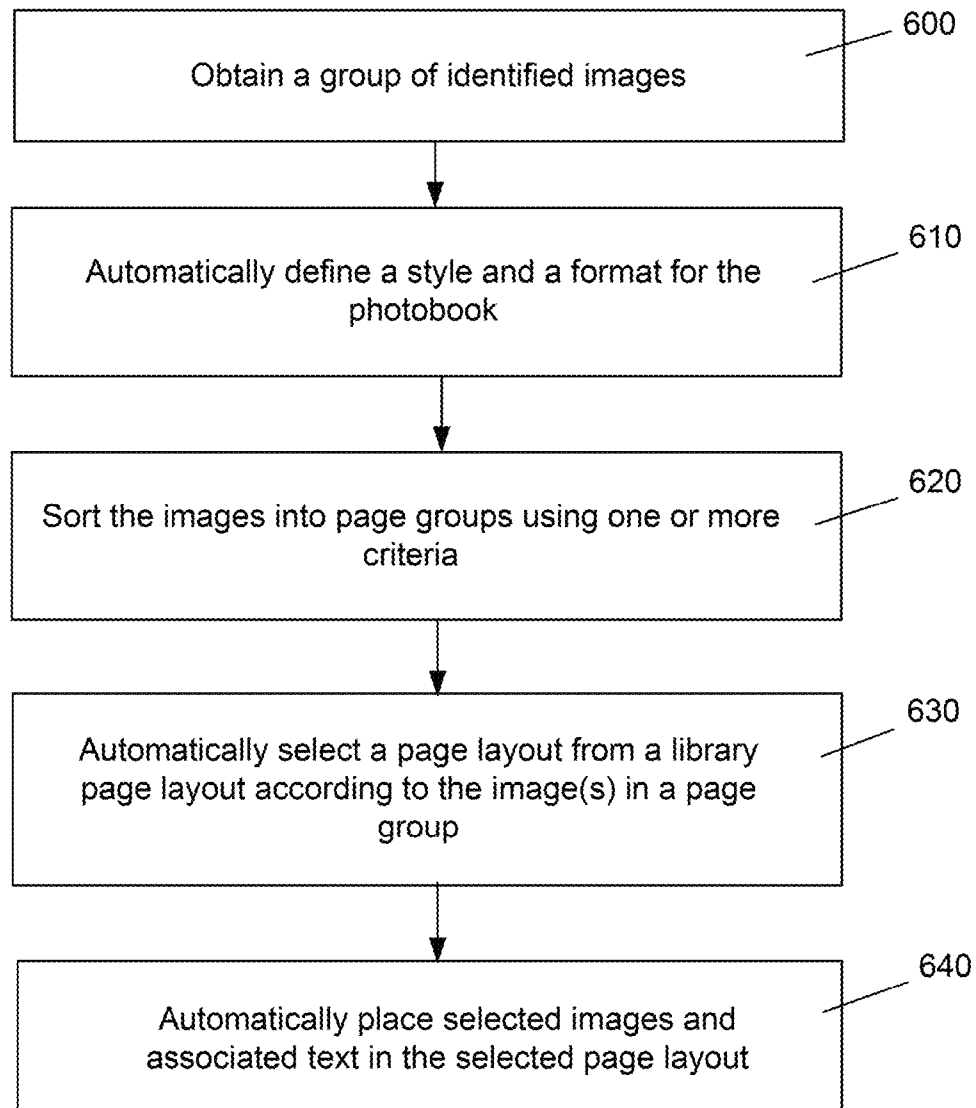 600
Obtain a group of identified images
610
Automatically define a style and a format for the
photobook
620
Sort the images into page groups using one or more
criteria
630
Automatically select a page layout from a library
page layout according to the image(s) in a page
group
640
Automatically place selected images and
associated text in the selected page layout